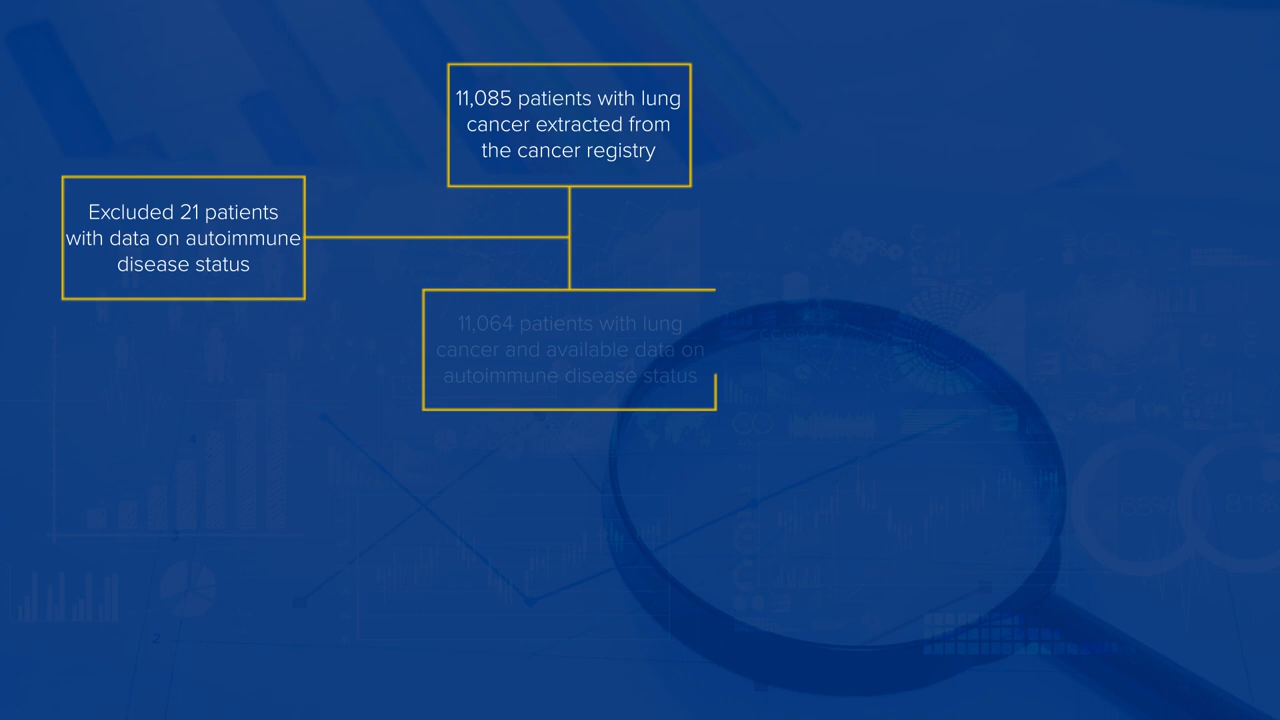 11,085 patients with lung
cancer extracted from
the cancer registry
Excluded 21 patients
with data on autoimmune
disease status
11,064 patients with lung
cancer and available data on
autoimmune disease status
2